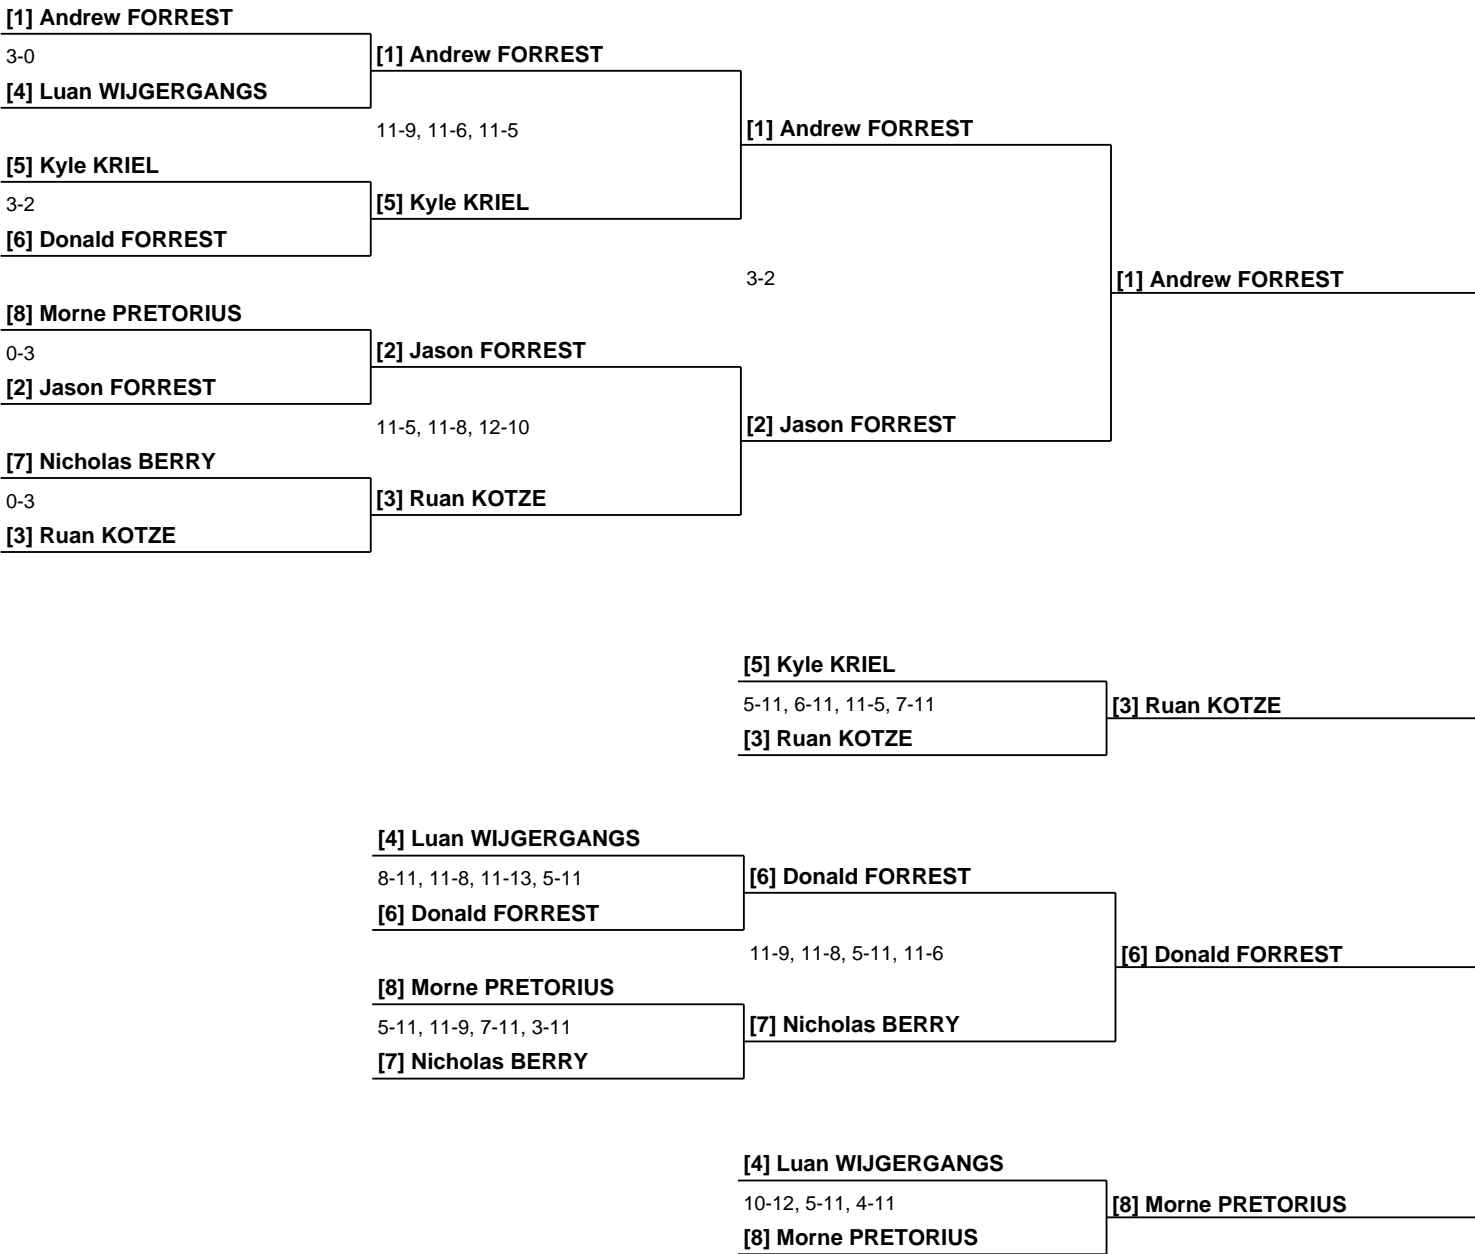 [1] Andrew FORREST
3-0
[1] Andrew FORREST
[4] Luan WIJGERGANGS
11-9, 11-6, 11-5
[1] Andrew FORREST
[5] Kyle KRIEL
3-2
[5] Kyle KRIEL
[6] Donald FORREST
3-2
[1] Andrew FORREST
[8] Morne PRETORIUS
0-3
[2] Jason FORREST
[2] Jason FORREST
11-5, 11-8, 12-10
[2] Jason FORREST
[7] Nicholas BERRY
0-3
[3] Ruan KOTZE
[3] Ruan KOTZE
[5] Kyle KRIEL
5-11, 6-11, 11-5, 7-11
[3] Ruan KOTZE
[3] Ruan KOTZE
[4] Luan WIJGERGANGS
8-11, 11-8, 11-13, 5-11
[6] Donald FORREST
[6] Donald FORREST
11-9, 11-8, 5-11, 11-6
[6] Donald FORREST
[8] Morne PRETORIUS
5-11, 11-9, 7-11, 3-11
[7] Nicholas BERRY
[7] Nicholas BERRY
[4] Luan WIJGERGANGS
10-12, 5-11, 4-11
[8] Morne PRETORIUS
[8] Morne PRETORIUS